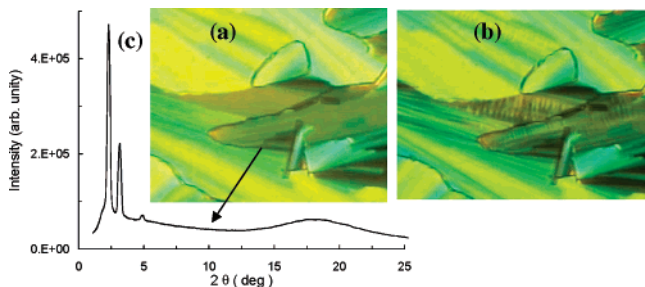 (c)
(a)
(b)
Intensity (arb. unity)
4.E+05
2.E+05
0.E+00
0
5
10
15
20
25
2 θ ( deg )